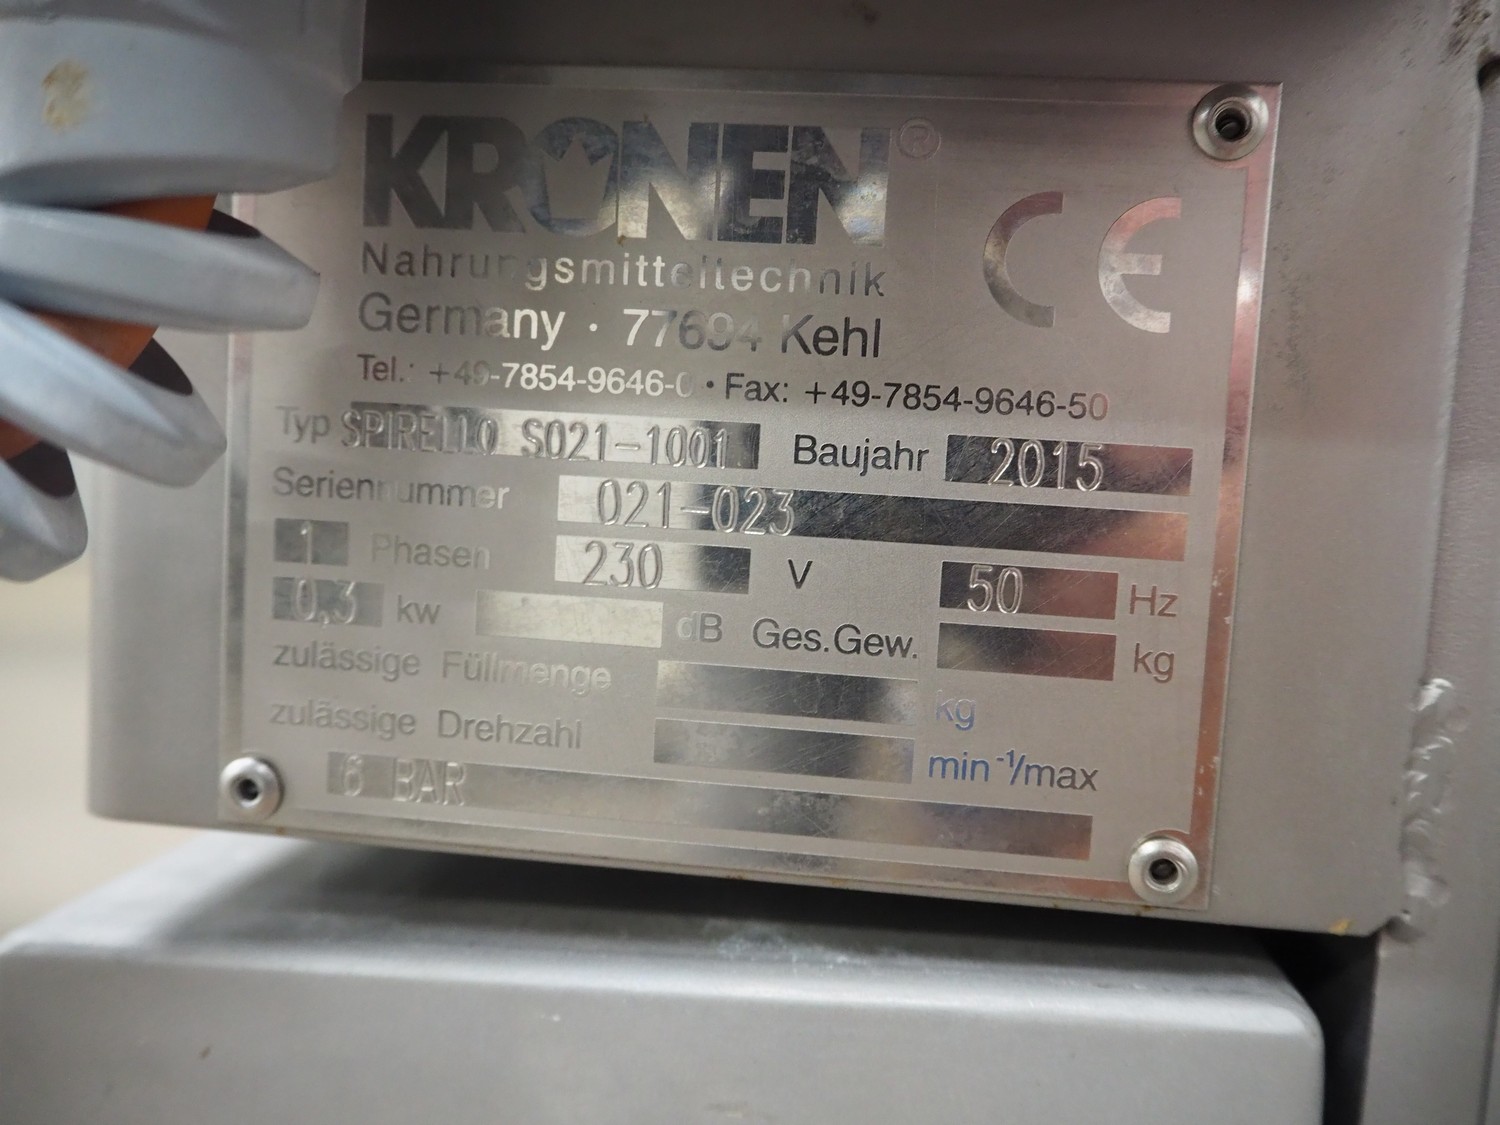 KRONEN®
CE
Nahrungsmitteltechnik
Germany · 77694 Kehl
Tel.: +49-7854-9646-0 • Fax: +49-7854-9646-50
Typ SPIRELLO S021-1001 Baujahr 2015
Seriennummer 021-023
1 Phasen 230 V 50 Hz
0,3 kw dB Ges.Gew. kg
zulässige Füllmenge kg
zulässige Drehzahl min⁻¹/max
6 BAR